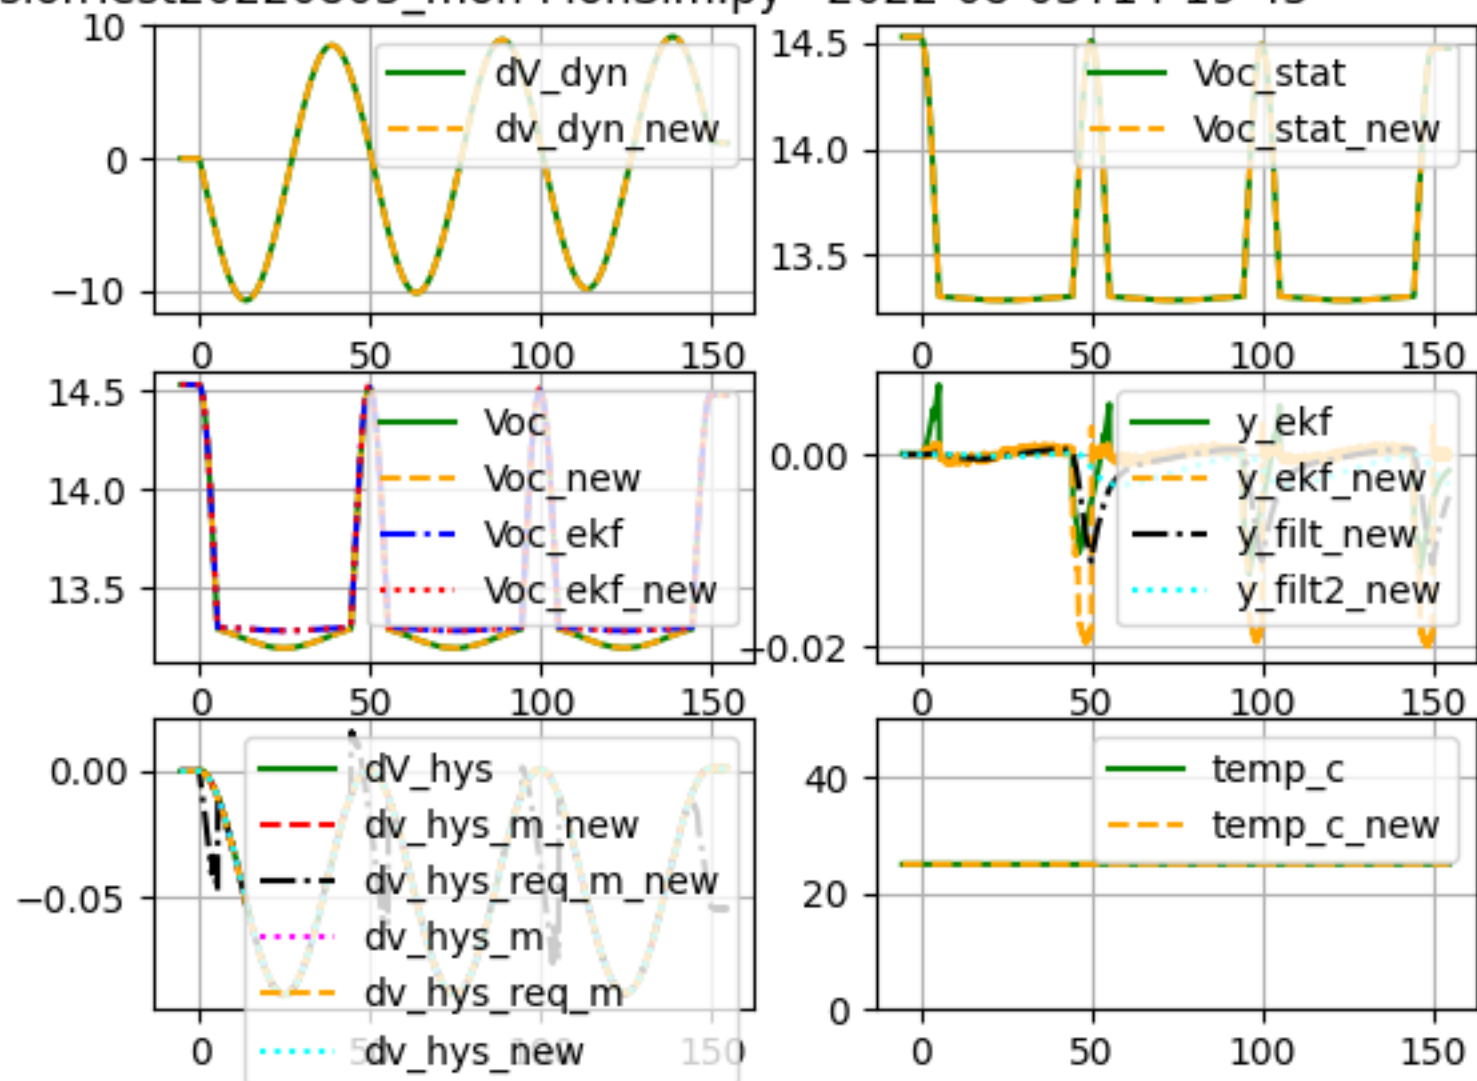 10
0
−10
0 50 100 150
dV_dyn
dv_dyn_new
14.5
14.0
13.5
0 50 100 150
Voc_stat
Voc_stat_new
14.5
14.0
13.5
0 50 100 150
Voc
Voc_new
Voc_ekf
Voc_ekf_new
0.00
−0.02
0 50 100 150
y_ekf
y_ekf_new
y_filt_new
y_filt2_new
0.00
−0.05
0 50 100 150
dV_hys
dv_hys_m_new
dv_hys_req_m_new
dv_hys_m
dv_hys_req_m
dv_hys_new
40
20
0
0 50 100 150
temp_c
temp_c_new